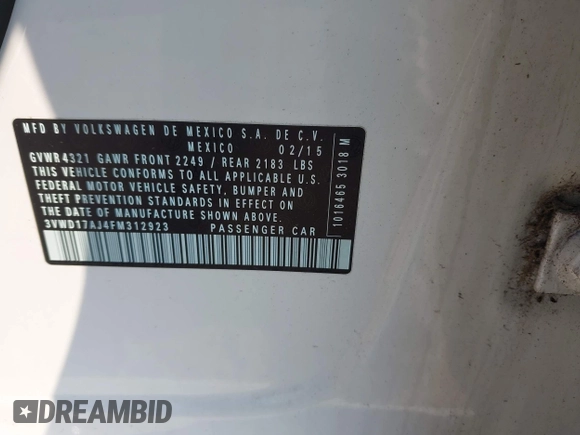 MFD BY VOLKSWAGEN DE MEXICO S.A. DE C.V.
MEXICO 02/15
GVWR 4321 GAWR FRONT 2249 / REAR 2183 LBS
THIS VEHICLE CONFORMS TO ALL APPLICABLE U.S.
FEDERAL MOTOR VEHICLE SAFETY, BUMPER AND
THEFT PREVENTION STANDARDS IN EFFECT ON
THE DATE OF MANUFACTURE SHOWN ABOVE.
3VWD17AJ4FM312923 PASSENGER CAR
1016465 3018 M
DREAMBID